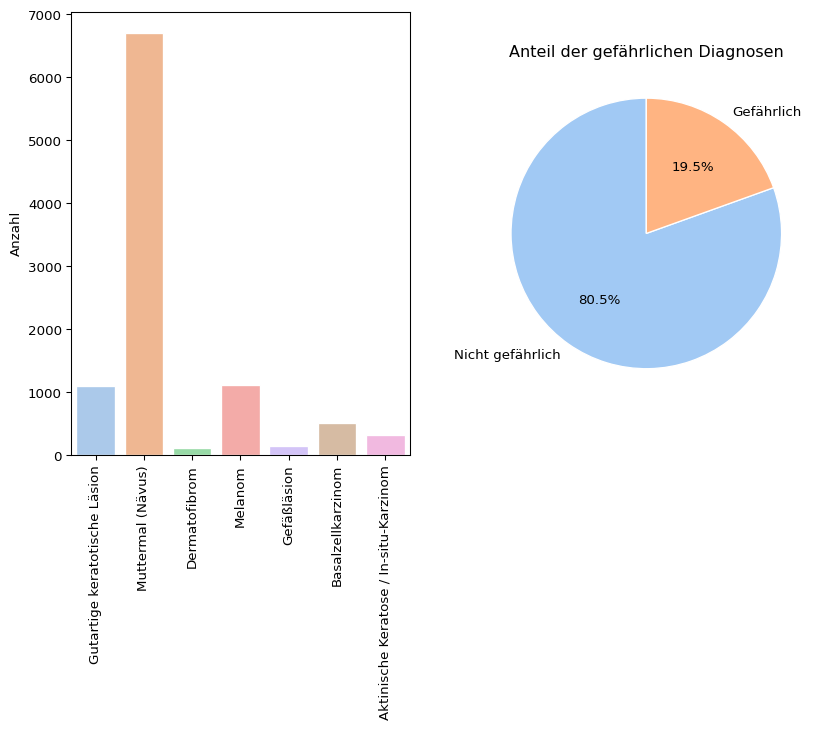 7000
6000
5000
4000
3000
2000
1000
0
Anzahl
Gutartige keratotische Läsion
Muttermal (Nävus)
Dermatofibrom
Melanom
Gefäßläsion
Basalzellkarzinom
Aktinische Keratose / In-situ-Karzinom
Anteil der gefährlichen Diagnosen
Gefährlich
19.5%
80.5%
Nicht gefährlich